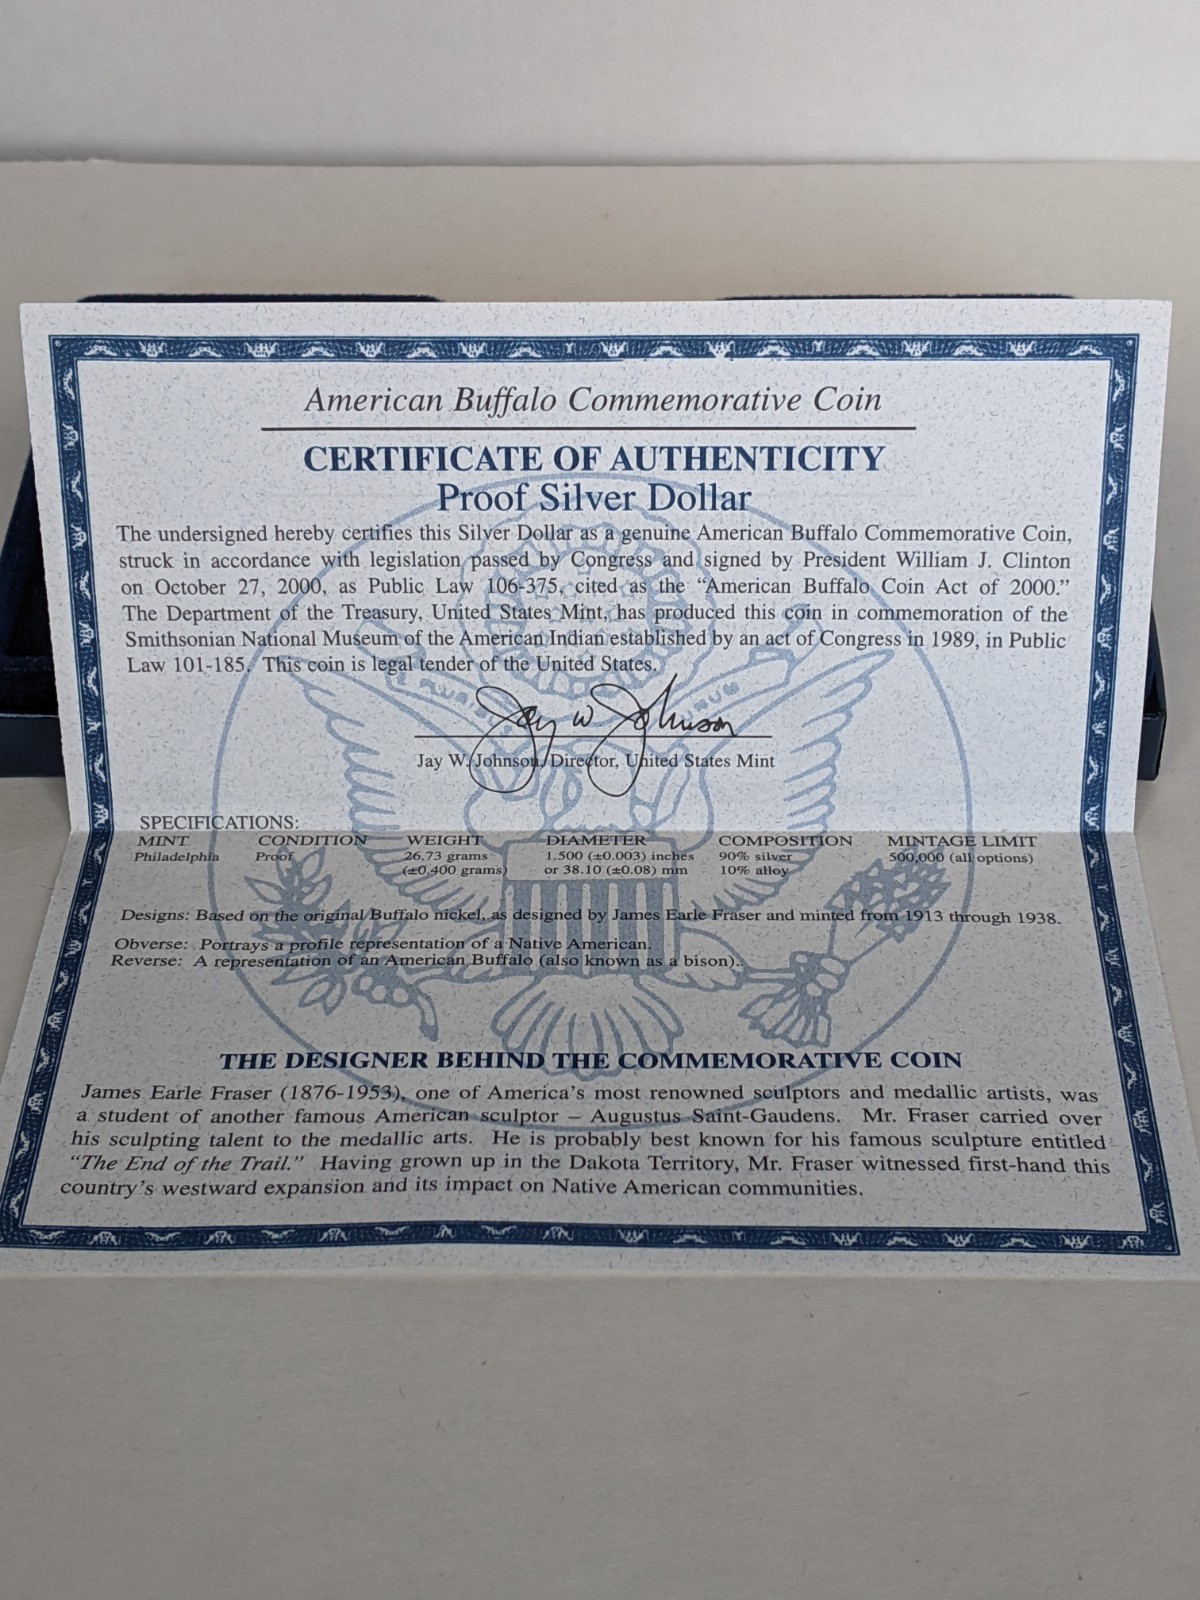 American Buffalo Commemorative Coin
CERTIFICATE OF AUTHENTICITY
Proof Silver Dollar
The undersigned hereby certifies this Silver Dollar as a genuine American Buffalo Commemorative Coin,
struck in accordance with legislation passed by Congress and signed by President William J. Clinton
on October 27, 2000, as Public Law 106-375, cited as the “American Buffalo Coin Act of 2000.”
The Department of the Treasury, United States Mint, has produced this coin in commemoration of the
Smithsonian National Museum of the American Indian established by an act of Congress in 1989, in Public
Law 101-185. This coin is legal tender of the United States.
Jay W Johnson
Jay W. Johnson, Director, United States Mint
SPECIFICATIONS:
MINT CONDITION WEIGHT DIAMETER COMPOSITION MINTAGE LIMIT
Philadelphia Proof 26.73 grams 1.500 (±0.003) inches 90% silver 500,000 (all options)
(±0.400 grams) or 38.10 (±0.08) mm 10% alloy
Designs: Based on the original Buffalo nickel, as designed by James Earle Fraser and minted from 1913 through 1938.
Obverse: Portrays a profile representation of a Native American.
Reverse: A representation of an American Buffalo (also known as a bison).
THE DESIGNER BEHIND THE COMMEMORATIVE COIN
James Earle Fraser (1876-1953), one of America’s most renowned sculptors and medallic artists, was
a student of another famous American sculptor – Augustus Saint-Gaudens. Mr. Fraser carried over
his sculpting talent to the medallic arts. He is probably best known for his famous sculpture entitled
“The End of the Trail.” Having grown up in the Dakota Territory, Mr. Fraser witnessed first-hand this
country’s westward expansion and its impact on Native American communities.